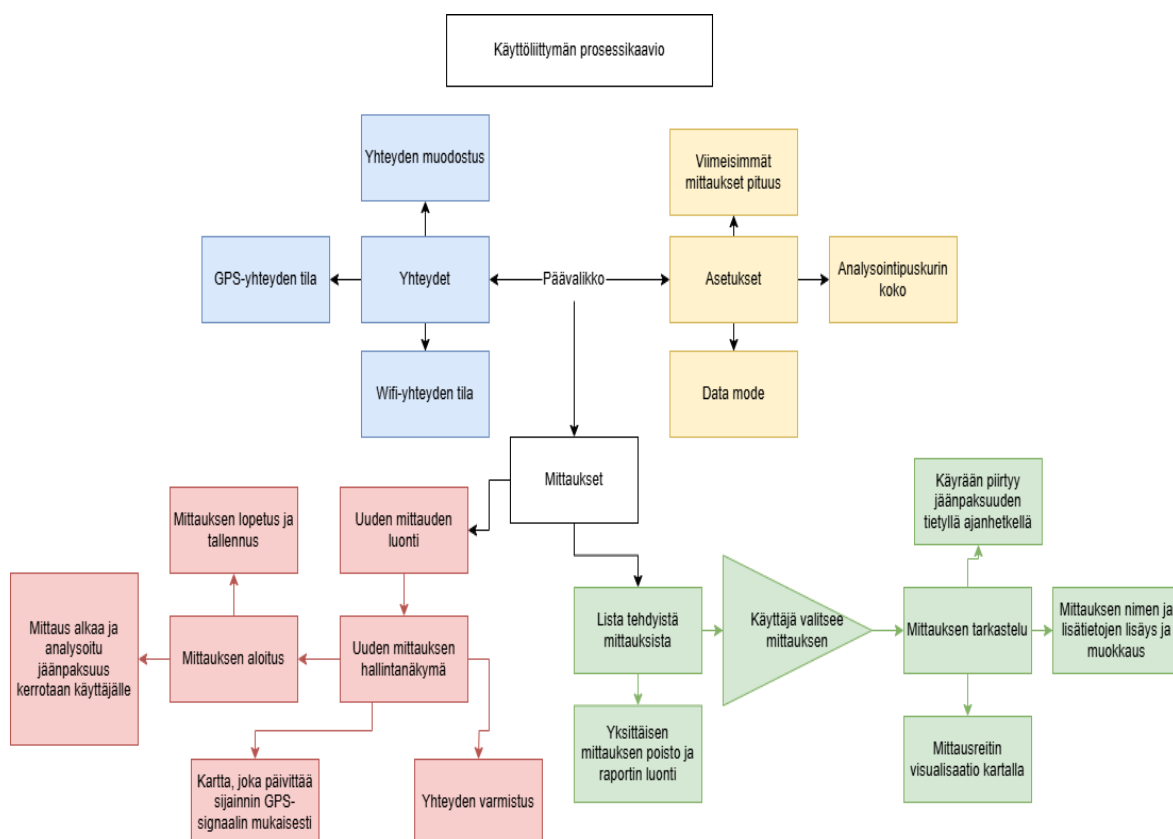 Käyttöliittymän prosessikaavio
Yhteyden muodostus
Viimeisimmät
mittaukset pituus
GPS-yhteyden tila
Yhteydet
Päävalikko
Asetukset
Analysointipuskurin
koko
Wifi-yhteyden tila
Data mode
Mittaukset
Mittauksen lopetus ja
tallennus
Uuden mittauden
luonti
Käyrään piirtyy
jäänpaksuuden
tietyllä ajanhetkellä
Mittaus alkaa ja
analysoitu
jäänpaksuus
kerrotaan käyttäjälle
Mittauksen aloitus
Uuden mittauksen
hallintanäkymä
Lista tehdyistä
mittauksista
Käyttäjä valitsee
mittauksen
Mittauksen tarkastelu
Mittauksen nimen ja
lisätietojen lisäys ja
muokkaus
Kartta, joka päivittää
sijainnin GPS-
signaalin mukaisesti
Yhteyden varmistus
Yksittäisen
mittauksen poisto ja
raportin luonti
Mittausreitin
visualisaatio kartalla